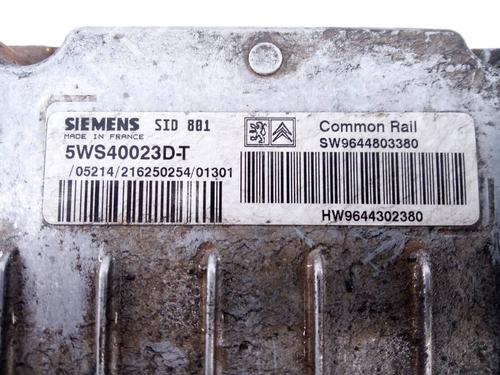 SIEMENS SID 801
MADE IN FRANCE
5WS40023D-T
/05214/216250254/01301
Common Rail
SW9644803380
HW9644302380